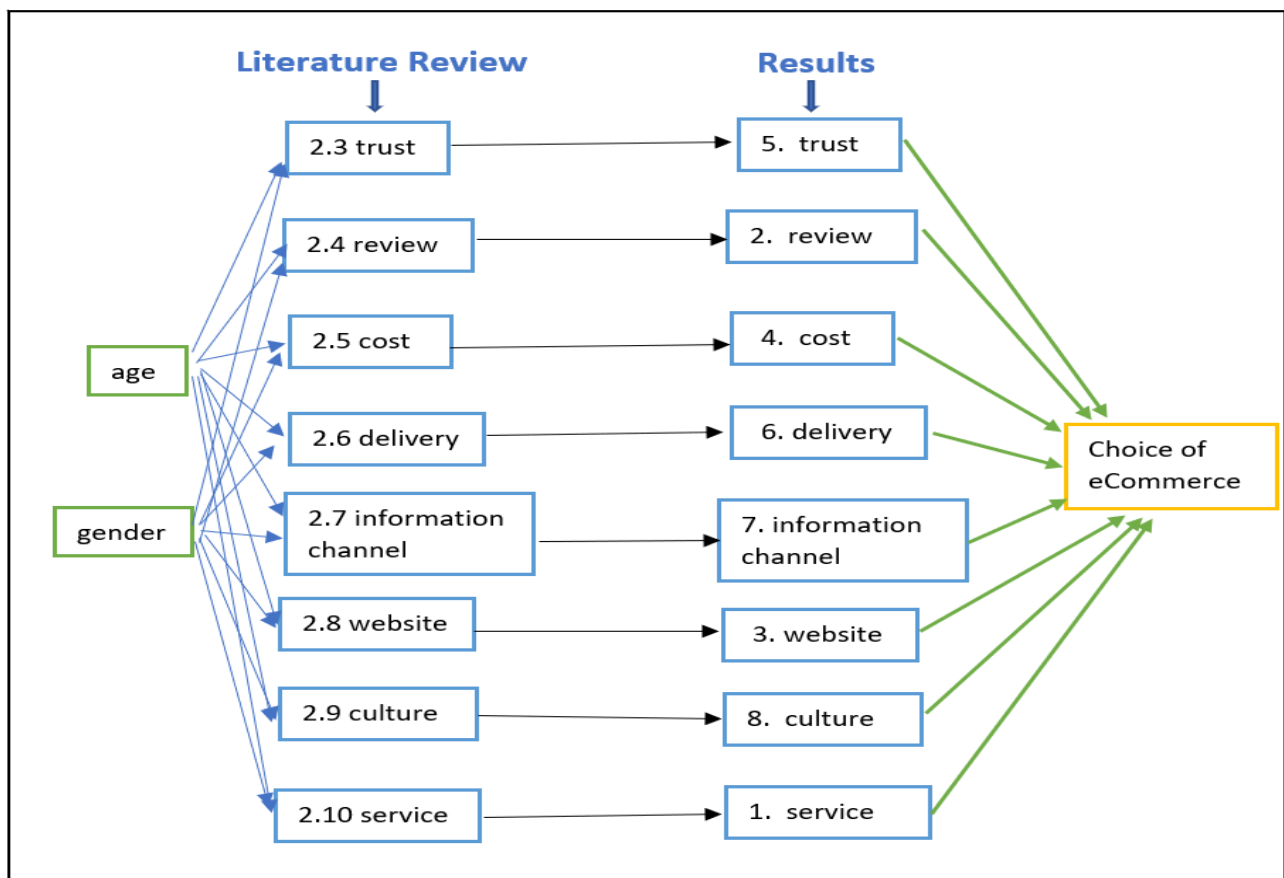 Literature Review
Results
2.3 trust
5. trust
2.4 review
2. review
2.5 cost
4. cost
age
2.6 delivery
6. delivery
Choice of
eCommerce
gender
2.7 information
channel
7. information
channel
2.8 website
3. website
2.9 culture
8. culture
2.10 service
1. service